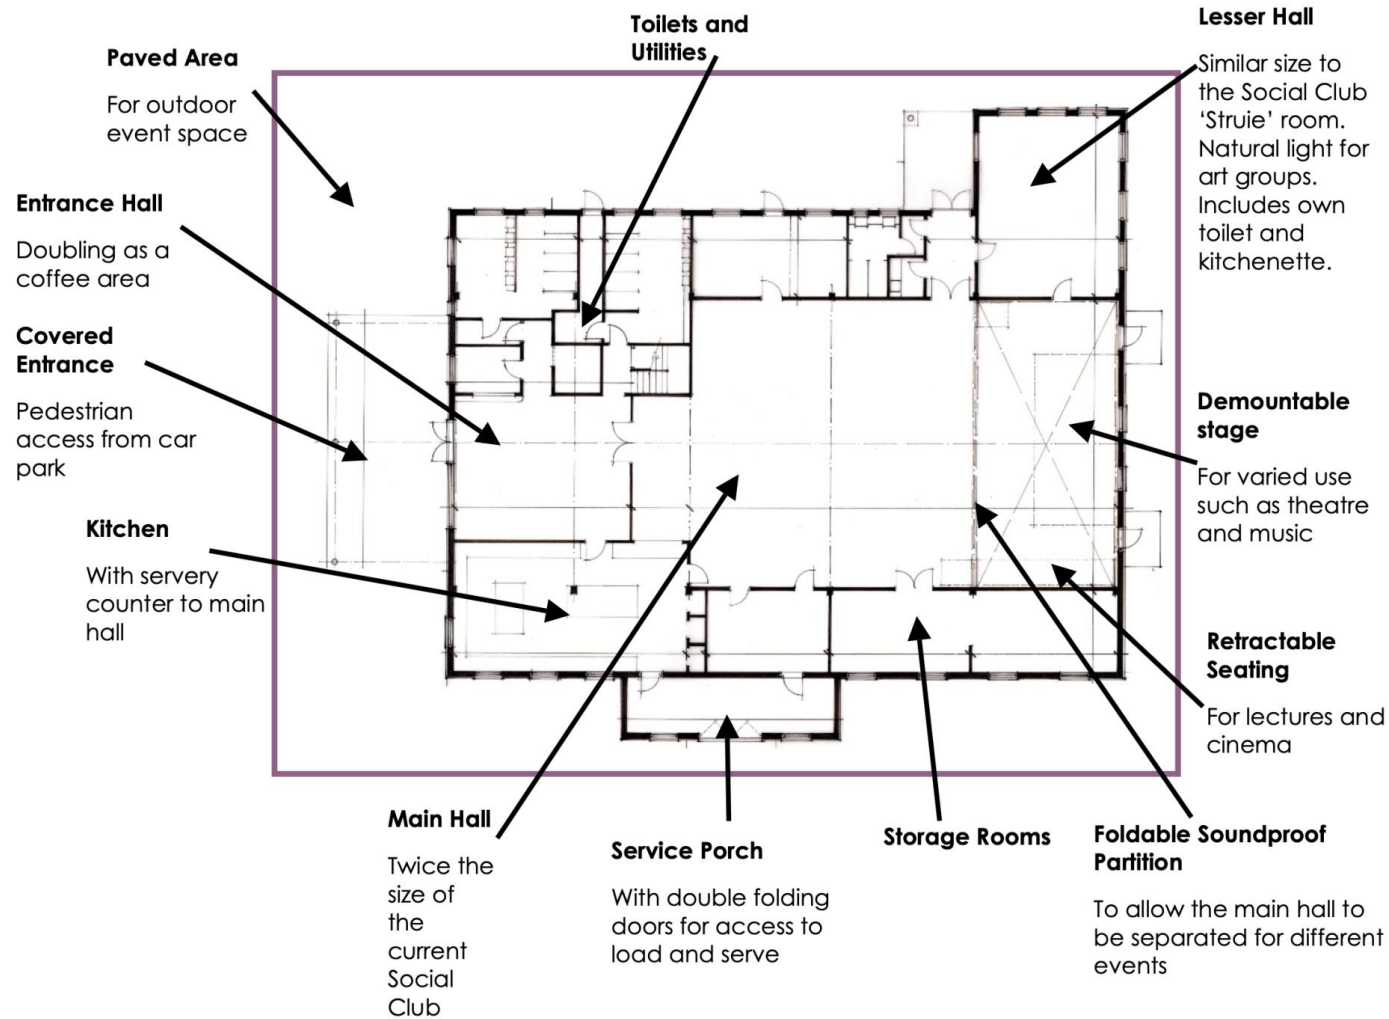 Toilets and
Utilities
Lesser Hall
Similar size to
the Social Club
‘Struie’ room.
Natural light for
art groups.
Includes own
toilet and
kitchenette.
Paved Area
For outdoor
event space
Entrance Hall
Doubling as a
coffee area
Covered
Entrance
Pedestrian
access from car
park
Kitchen
With servery
counter to main
hall
Demountable
stage
For varied use
such as theatre
and music
Retractable
Seating
For lectures and
cinema
Main Hall
Twice the
size of
the
current
Social
Club
Service Porch
With double folding
doors for access to
load and serve
Storage Rooms
Foldable Soundproof
Partition
To allow the main hall to
be separated for different
events